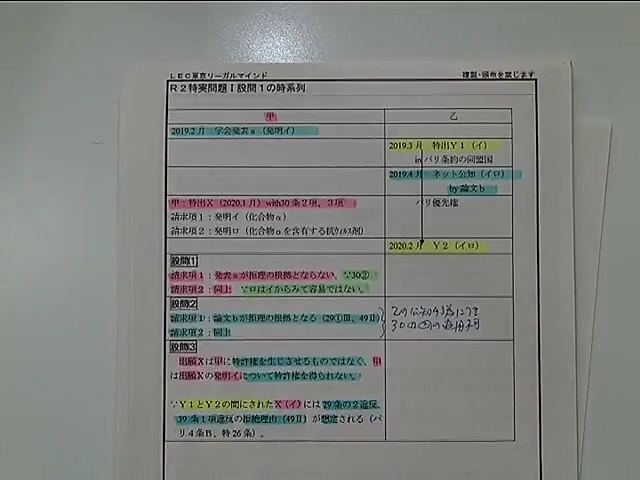 LEC東京リーガルマインド 複製・頒布を禁じます
R2特実問題Ⅰ設問1の時系列
甲 乙
2019.2月 学会発表a(発明イ)
2019.3月 特出Y1(イ)
inパリ条約の同盟国
2019.4月 ネット公知(イロ)
by論文b
甲:特出X(2020.1月)with30条2項、3項 パリ優先権
請求項1:発明イ(化合物α)
請求項2:発明ロ(化合物αを含有する抗ウィルス剤)
2020.2月 Y2(イロ)
設問1
請求項1:発表aが拒理の根拠とならない。∵30②
請求項2:同上 ∵ロはイからみて容易ではない。
設問2
請求項1:論文bが拒理の根拠となる(29①Ⅲ、49Ⅱ)
請求項2:同上
設問3
出願Xは甲に特許権を生じさせるものではなく、甲
は出願Xの発明イについて特許権を得られない。
∵Y1とY2の間にされたX(イ)には29条の2違反、
39条1項違反の拒絶理由(49Ⅱ)が想定される(パ
リ4条B、特26条)。